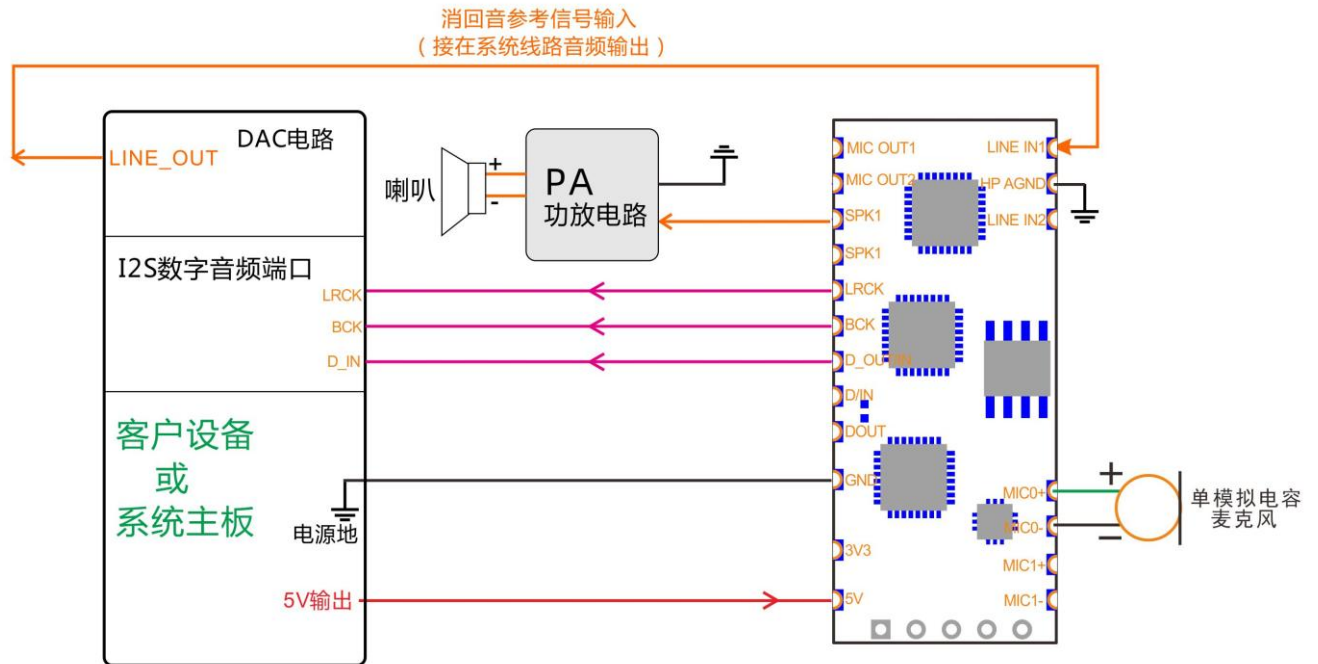 消回音参考信号输入
（接在系统线路音频输出）
DAC电路
LINE_OUT
I2S数字音频端口
LRCK
BCK
D_IN
客户设备
或
系统主板
电源地
5V输出
喇叭
+
-
PA
功放电路
MIC OUT1
MIC OUT2
SPK1
SPK1
LRCK
BCK
D/IN
DOUT
GND
3V3
5V
LINE IN1
HP AGND
LINE IN2
MIC0+
MIC0-
MIC1+
MIC1-
+
−
单模拟电容
麦克风